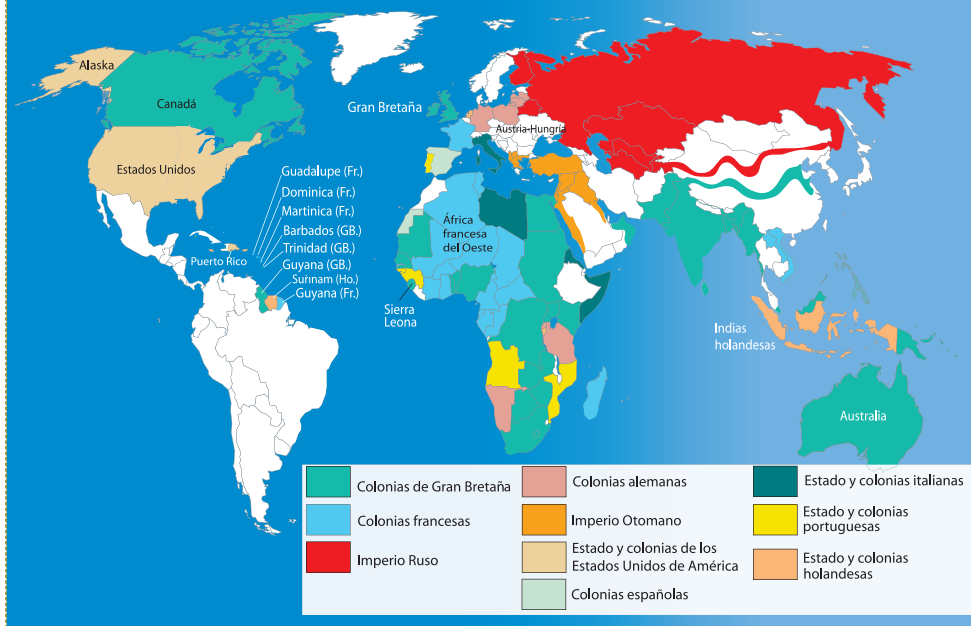 Alaska
Canadá
Gran Bretaña
Austria-Hungría
Estados Unidos
Guadalupe (Fr.)
Dominica (Fr.)
Martinica (Fr.)
Barbados (GB.)
Trinidad (GB.)
Puerto Rico
Guyana (GB.)
Surinam (Ho.)
Guyana (Fr.)
África
francesa
del Oeste
Sierra
Leona
Indias
holandesas
Australia
Colonias de Gran Bretaña
Colonias francesas
Imperio Ruso
Colonias alemanas
Imperio Otomano
Estado y colonias de los
Estados Unidos de América
Colonias españolas
Estado y colonias italianas
Estado y colonias
portuguesas
Estado y colonias
holandesas